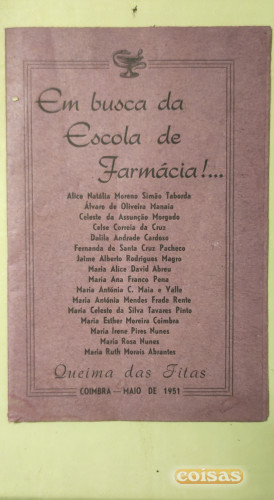 Em busca da
Escola de
Farmácia!...
Alice Natália Moreno Simão Taborda
Álvaro de Oliveira Manaia
Celeste da Assunção Morgado
Celso Correia da Cruz
Dalila Andrade Cardoso
Fernanda de Santa Cruz Pacheco
Jaime Alberto Rodrigues Magro
Maria Alice David Abreu
Maria Ana Franco Pena
Maria Antónia C. Maia e Valle
Maria Antónia Mendes Frade Rente
Maria Celeste da Silva Tavares Pinto
Maria Esther Moreira Coimbra
Maria Irene Pires Nunes
Maria Rosa Nunes
Maria Ruth Morais Abrantes
Queima das Fitas
COIMBRA — MAIO DE 1951
coisas